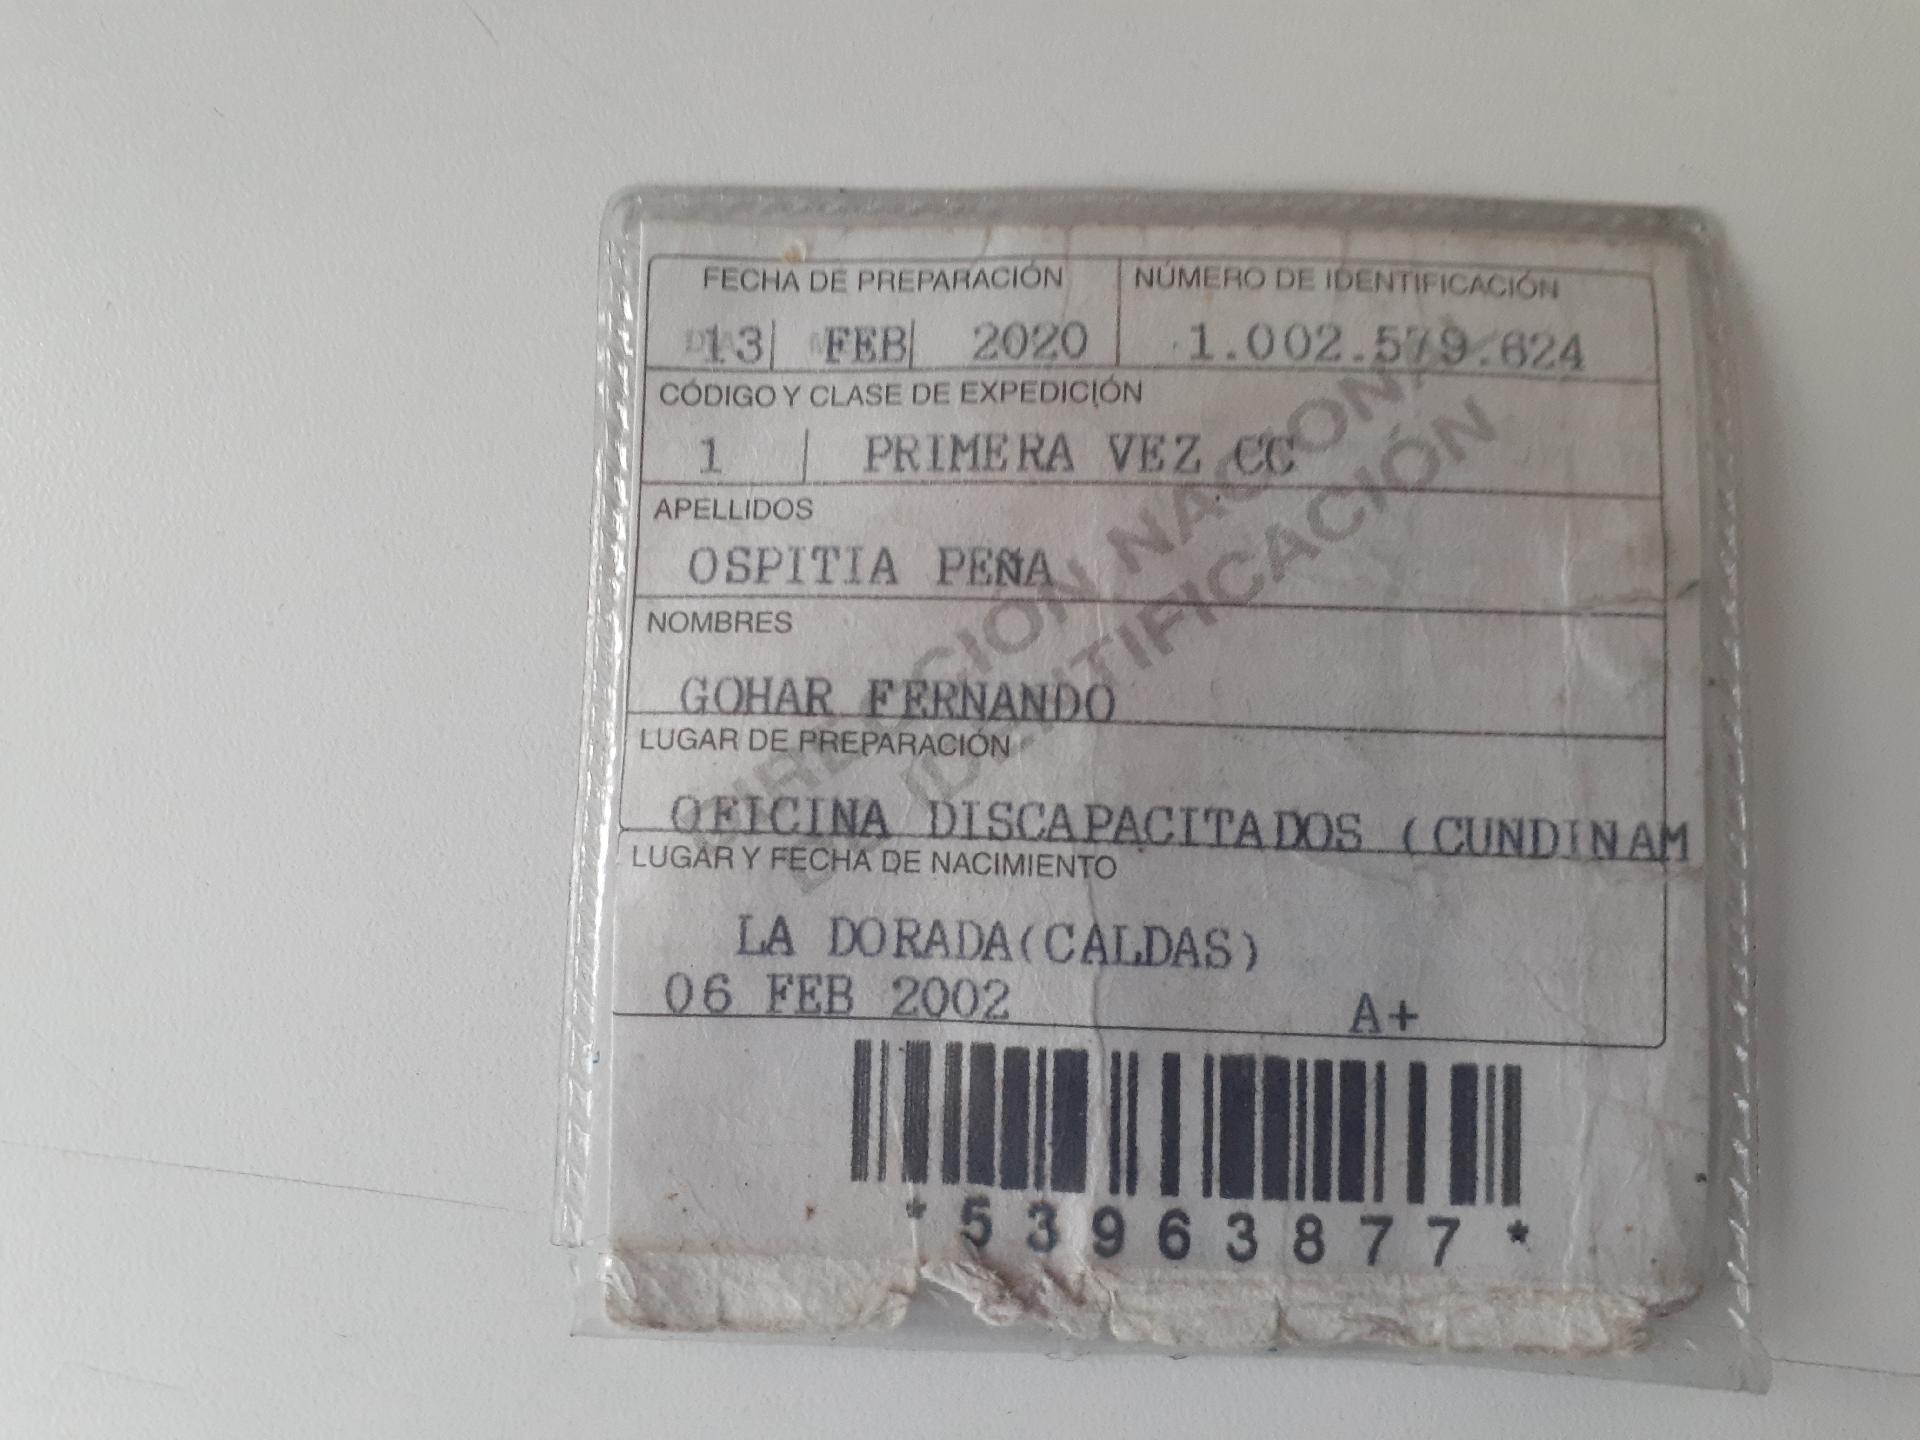 FECHA DE PREPARACIÓN NÚMERO DE IDENTIFICACIÓN
13 FEB 2020 1.002.579.624
CÓDIGO Y CLASE DE EXPEDICIÓN
1 PRIMERA VEZ CC
APELLIDOS
OSPITIA PEÑA
NOMBRES
GOHAR FERNANDO
LUGAR DE PREPARACIÓN
OFICINA DISCAPACITADOS (CUNDINAM
LUGAR Y FECHA DE NACIMIENTO
LA DORADA(CALDAS)
06 FEB 2002 A+
*53963877*
DIRECCIÓN NACIONAL
DE IDENTIFICACIÓN